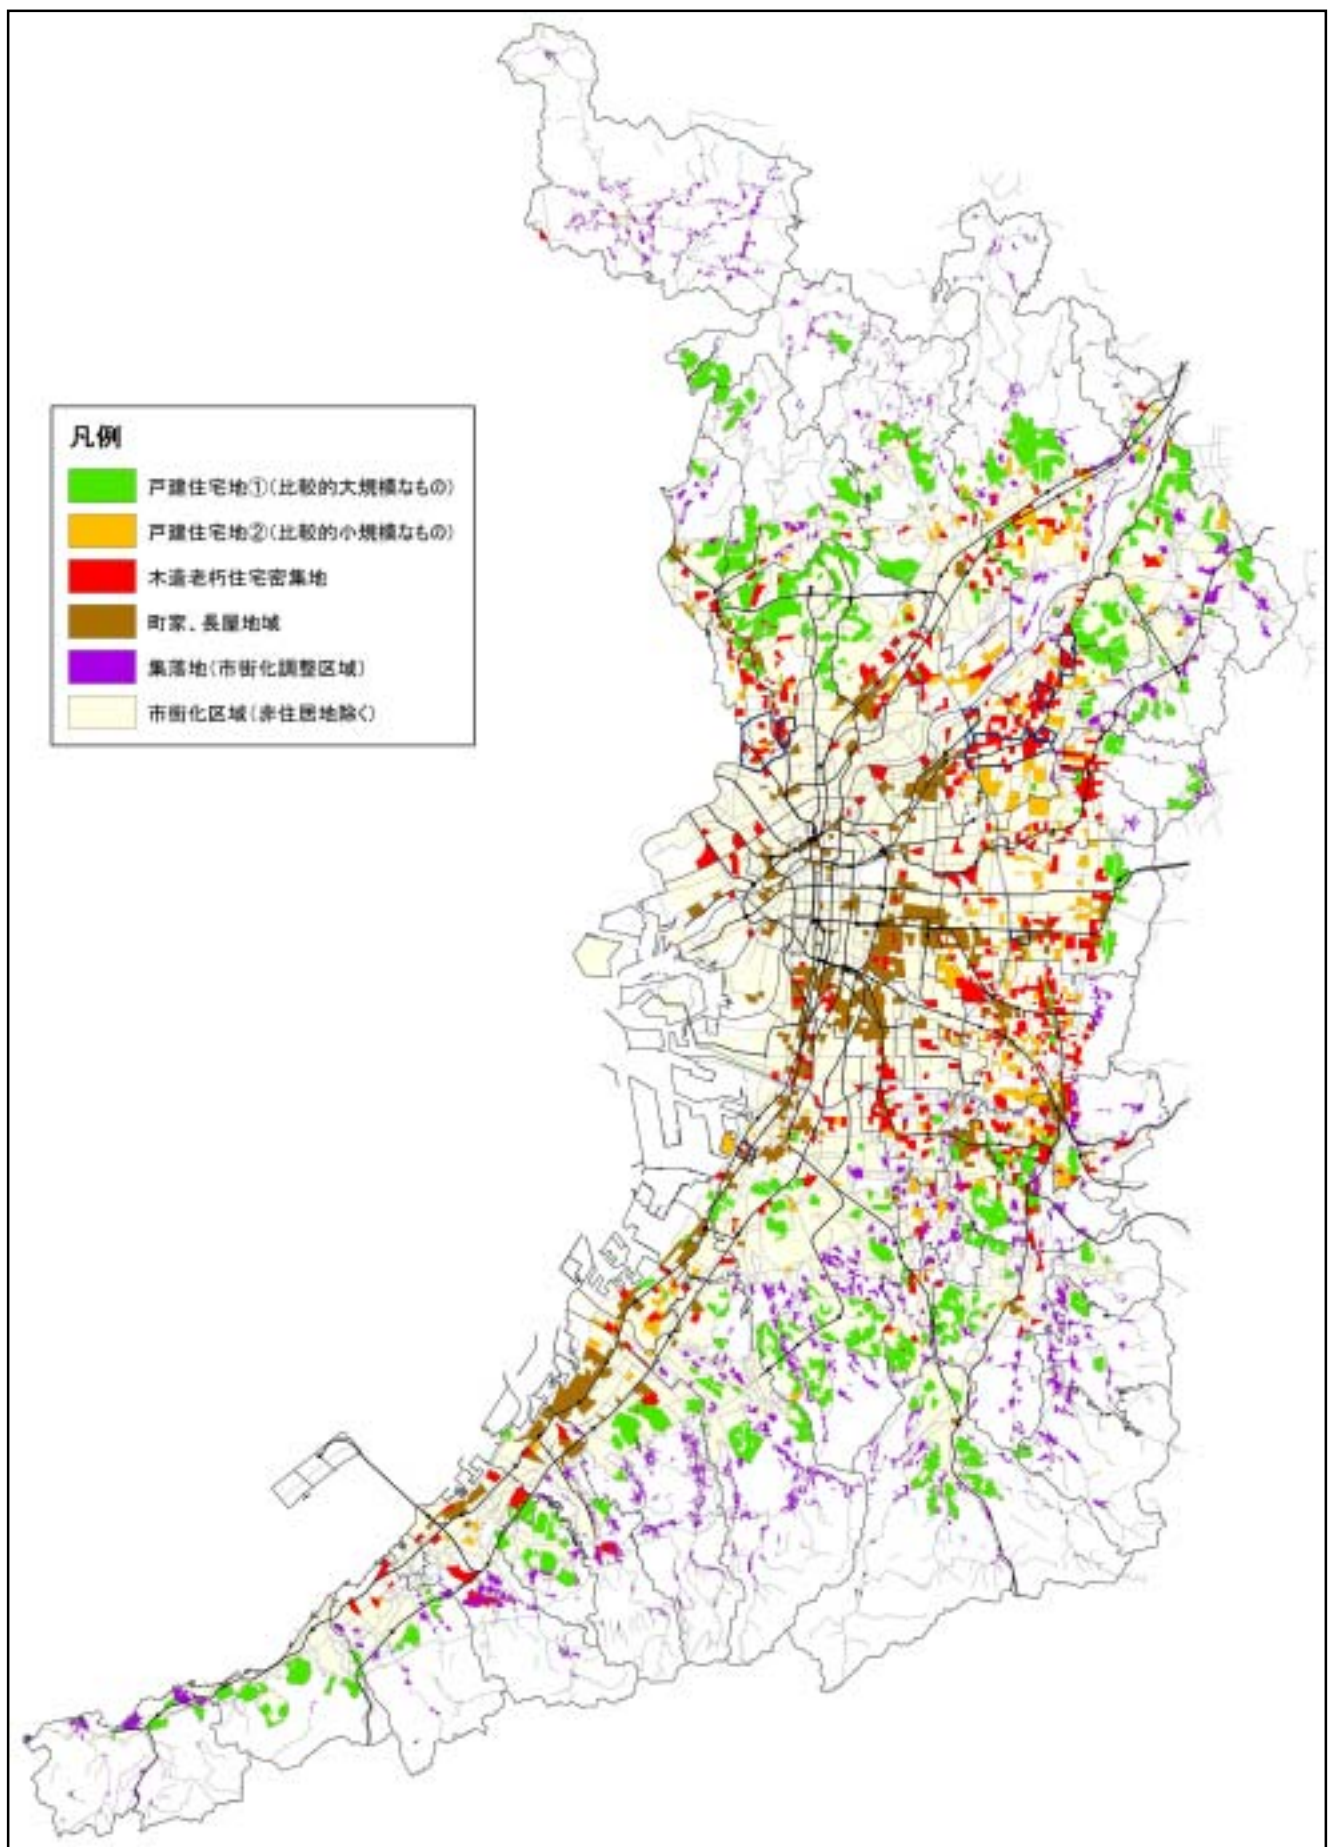 凡例
戸建住宅地①(比較的大規模なもの)
戸建住宅地②(比較的小規模なもの)
木造老朽住宅密集地
町家、長屋地域
集落地(市街化調整区域)
市街化区域(非住居地除く)